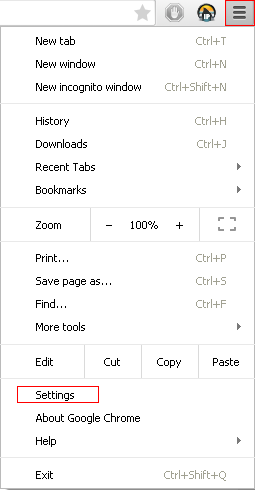 IP
New tab Ctrl+T
New window Ctrl+N
New incognito window Ctrl+Shift+N
History Ctrl+H
Downloads Ctrl+J
Recent Tabs
Bookmarks
Zoom − 100% +
Print... Ctrl+P
Save page as... Ctrl+S
Find... Ctrl+F
More tools
Edit Cut Copy Paste
Settings
About Google Chrome
Help
Exit Ctrl+Shift+Q